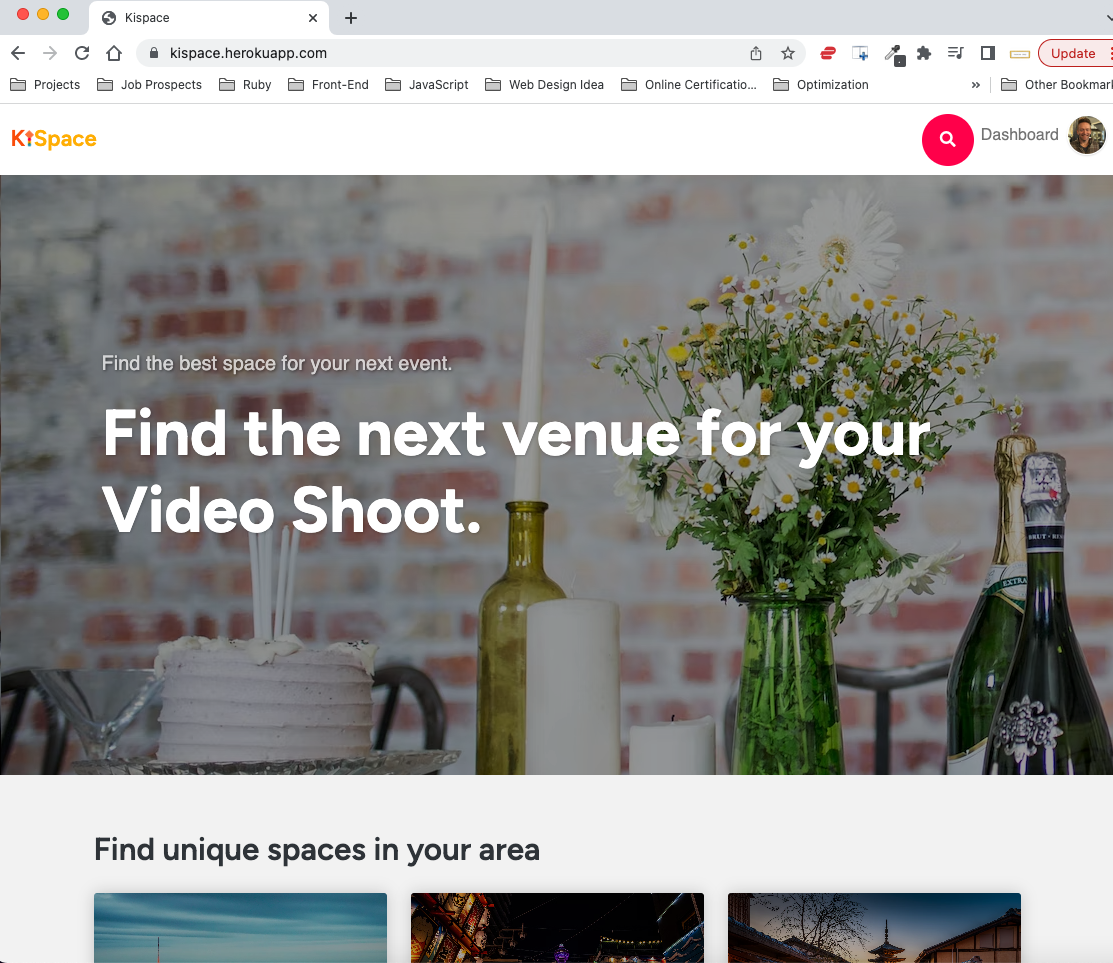 Kispace
kispace.herokuapp.com
Update
Projects
Job Prospects
Ruby
Front-End
JavaScript
Web Design Idea
Online Certificatio...
Optimization
»
Other Bookmar
KiSpace
Dashboard
Find the best space for your next event.
Find the next venue for your
Video Shoot.
EXTRA
BRUT
Find unique spaces in your area